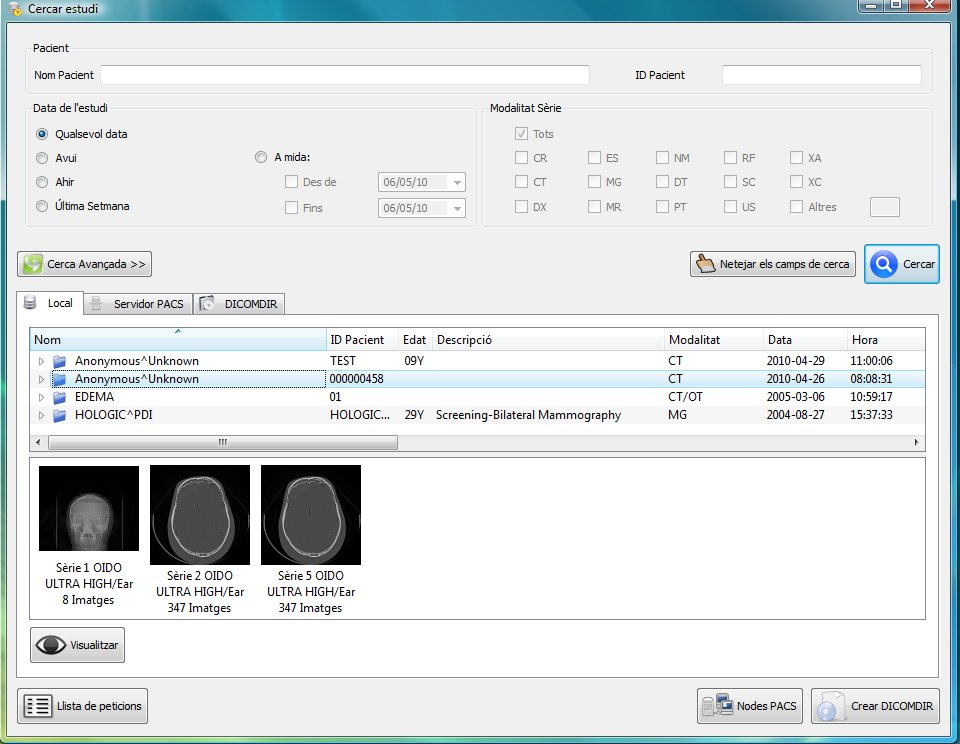 Cercar estudi
Pacient
Nom Pacient ID Pacient
Data de l'estudi
Qualsevol data
Avui
Ahir
Última Setmana
A mida:
Des de 06/05/10
Fins 06/05/10
Modalitat Sèrie
Tots
CR ES NM RF XA
CT MG DT SC XC
DX MR PT US Altres
Cerca Avançada >>
Netejar els camps de cerca
Cercar
Local Servidor PACS DICOMDIR
Nom ID Pacient Edat Descripció Modalitat Data Hora
Anonymous^Unknown TEST 09Y CT 2010-04-29 11:00:06
Anonymous^Unknown 000000458 CT 2010-04-26 08:08:31
EDEMA 01 CT/OT 2005-03-06 10:59:17
HOLOGIC^PDI HOLOGIC... 29Y Screening-Bilateral Mammography MG 2004-08-27 15:37:33
Sèrie 1 OIDO
ULTRA HIGH/Ear
8 Imatges
Sèrie 2 OIDO
ULTRA HIGH/Ear
347 Imatges
Sèrie 5 OIDO
ULTRA HIGH/Ear
347 Imatges
Visualitzar
Llista de peticions
Nodes PACS
Crear DICOMDIR